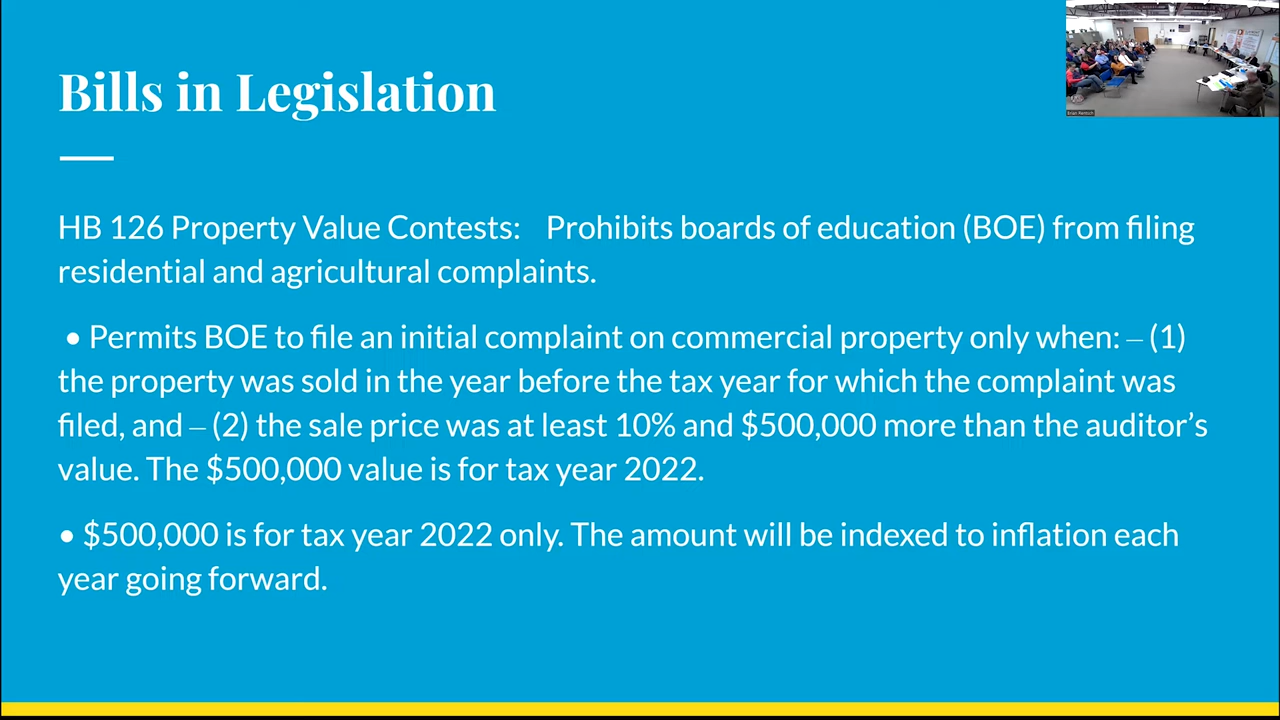 Bills in Legislation
HB 126 Property Value Contests: Prohibits boards of education (BOE) from filing
residential and agricultural complaints.
• Permits BOE to file an initial complaint on commercial property only when: – (1)
the property was sold in the year before the tax year for which the complaint was
filed, and – (2) the sale price was at least 10% and $500,000 more than the auditor’s
value. The $500,000 value is for tax year 2022.
• $500,000 is for tax year 2022 only. The amount will be indexed to inflation each
year going forward.